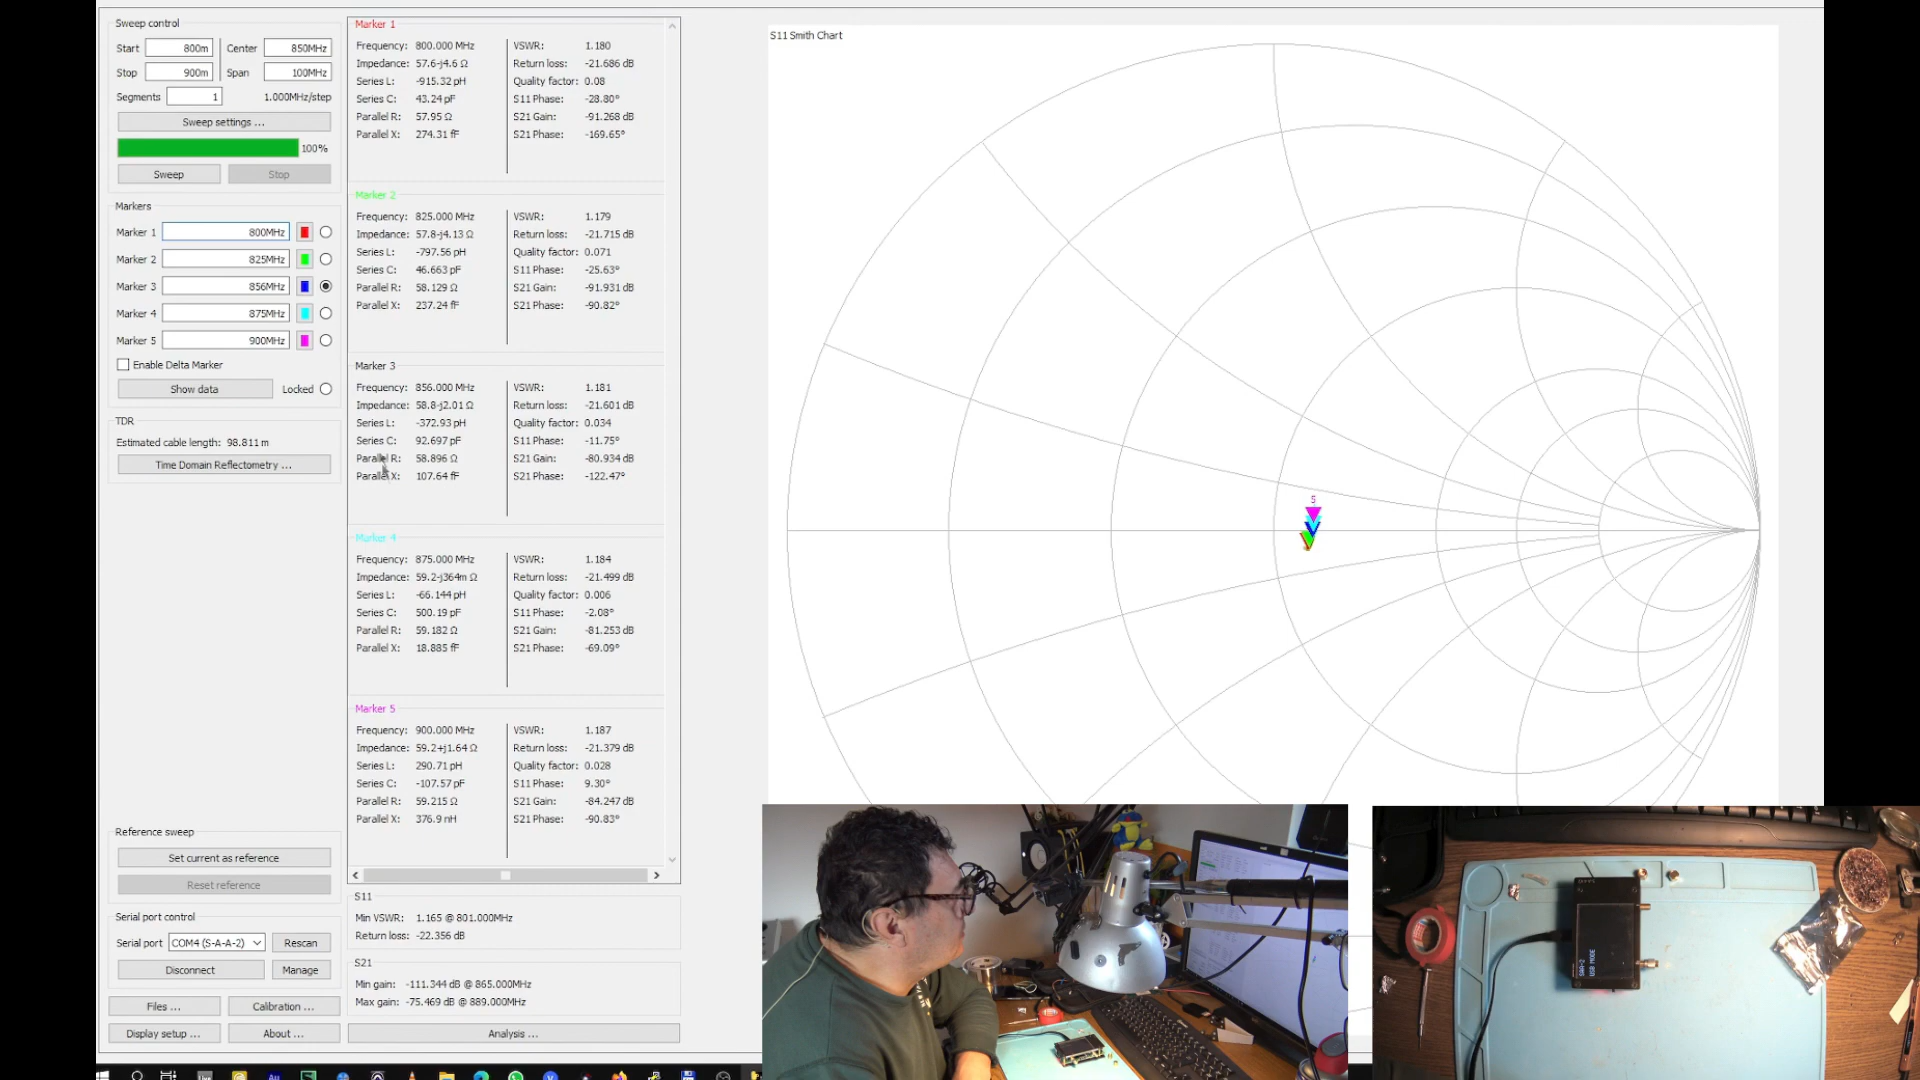 Sweep control
Start 800m Center 850MHz
Stop 900m Span 100MHz
Segments 1 1.000MHz/step
Sweep settings ...
100%
Sweep Stop
Markers
Marker 1 800MHz
Marker 2 825MHz
Marker 3 856MHz
Marker 4 875MHz
Marker 5 900MHz
Enable Delta Marker
Show data Locked
TDR
Estimated cable length: 98.811 m
Time Domain Reflectometry ...
Reference sweep
Set current as reference
Reset reference
Serial port control
Serial port COM4 (S-A-A-2) Rescan
Disconnect Manage
Files ... Calibration ...
Display setup ... About ...
Marker 1
Frequency: 800.000 MHz VSWR: 1.180
Impedance: 57.6-j4.6 Ω Return loss: -21.686 dB
Series L: -915.32 pH Quality factor: 0.08
Series C: 43.24 pF S11 Phase: -28.80°
Parallel R: 57.95 Ω S21 Gain: -91.268 dB
Parallel X: 274.31 fF S21 Phase: -169.65°
Marker 2
Frequency: 825.000 MHz VSWR: 1.179
Impedance: 57.8-j4.13 Ω Return loss: -21.715 dB
Series L: -797.56 pH Quality factor: 0.071
Series C: 46.663 pF S11 Phase: -25.63°
Parallel R: 58.129 Ω S21 Gain: -91.931 dB
Parallel X: 237.24 fF S21 Phase: -90.82°
Marker 3
Frequency: 856.000 MHz VSWR: 1.181
Impedance: 58.8-j2.01 Ω Return loss: -21.601 dB
Series L: -372.93 pH Quality factor: 0.034
Series C: 92.697 pF S11 Phase: -11.75°
Parallel R: 58.896 Ω S21 Gain: -80.934 dB
Parallel X: 107.64 fF S21 Phase: -122.47°
Marker 4
Frequency: 875.000 MHz VSWR: 1.184
Impedance: 59.2-j364m Ω Return loss: -21.499 dB
Series L: -66.144 pH Quality factor: 0.006
Series C: 500.19 pF S11 Phase: -2.08°
Parallel R: 59.182 Ω S21 Gain: -81.253 dB
Parallel X: 18.885 fF S21 Phase: -69.09°
Marker 5
Frequency: 900.000 MHz VSWR: 1.187
Impedance: 59.2+j1.64 Ω Return loss: -21.379 dB
Series L: 290.71 pH Quality factor: 0.028
Series C: -107.57 pF S11 Phase: 9.30°
Parallel R: 59.215 Ω S21 Gain: -84.247 dB
Parallel X: 376.9 nH S21 Phase: -90.83°
S11
Min VSWR: 1.165 @ 801.000MHz
Return loss: -22.356 dB
S21
Min gain: -111.344 dB @ 865.000MHz
Max gain: -75.469 dB @ 889.000MHz
Analysis ...
S11 Smith Chart
5
SAA-2
USB MODE